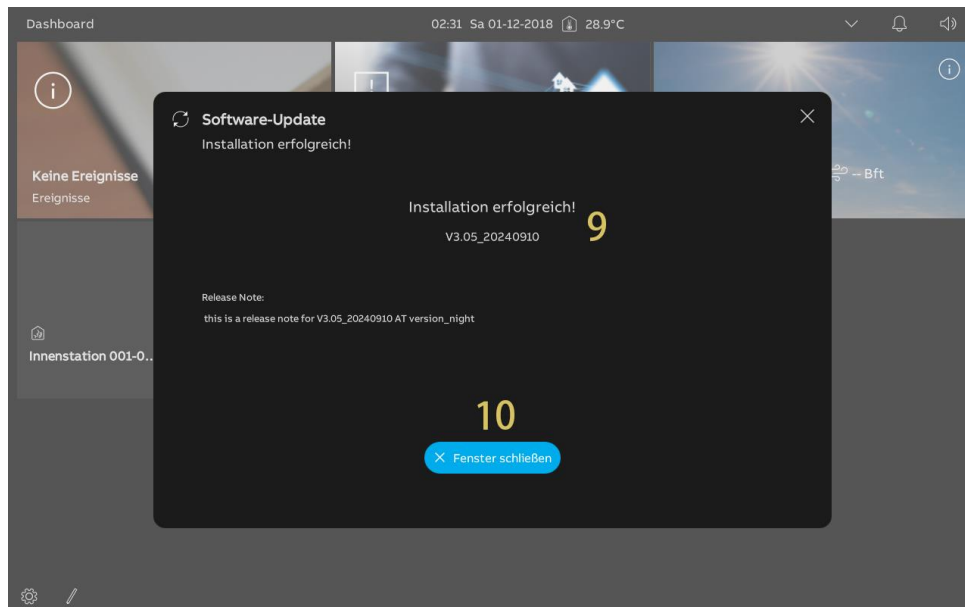 Dashboard
02:31 Sa 01-12-2018 28.9°C
Keine Ereignisse
Ereignisse
-- Bft
Software-Update
Installation erfolgreich!
Installation erfolgreich!
9
V3.05_20240910
Release Note:
this is a release note for V3.05_20240910 AT version_night
Innenstation 001-0..
10
Fenster schließen